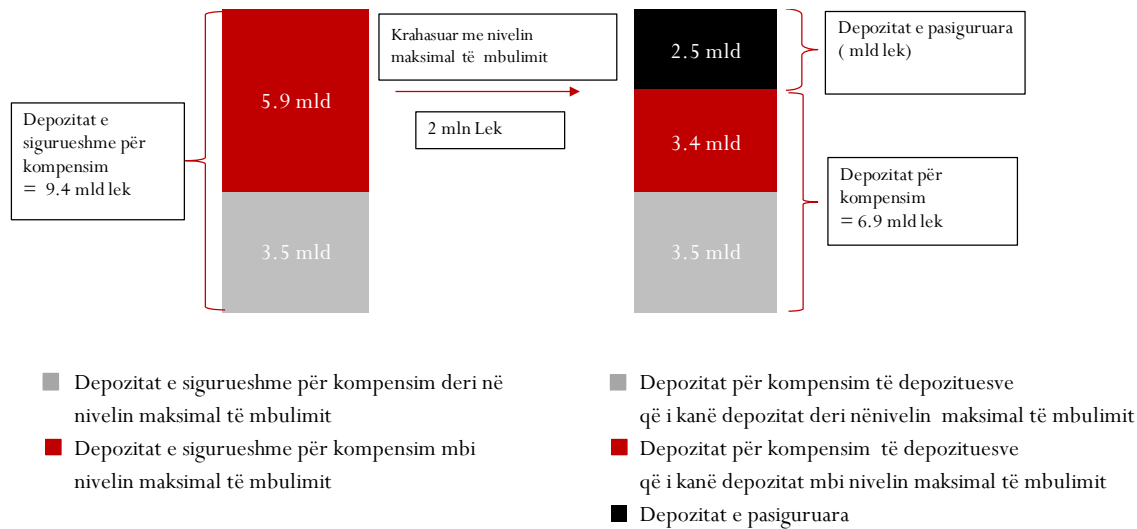 Depozitat e
sigurueshme për
kompensim
= 9.4 mld lek
5.9 mld
3.5 mld
Krahasuar me nivelin
maksimal të mbulimit
2 mln Lek
2.5 mld
3.4 mld
3.5 mld
Depozitat e pasiguruara
( mld lek)
Depozitat për
kompensim
= 6.9 mld lek
Depozitat e sigurueshme për kompensim deri në
nivelin maksimal të mbulimit
Depozitat e sigurueshme për kompensim mbi
nivelin maksimal të mbulimit
Depozitat për kompensim të depozituesve
që i kanë depozitat deri nënivelin maksimal të mbulimit
Depozitat për kompensim të depozituesve
që i kanë depozitat mbi nivelin maksimal të mbulimit
Depozitat e pasiguruara